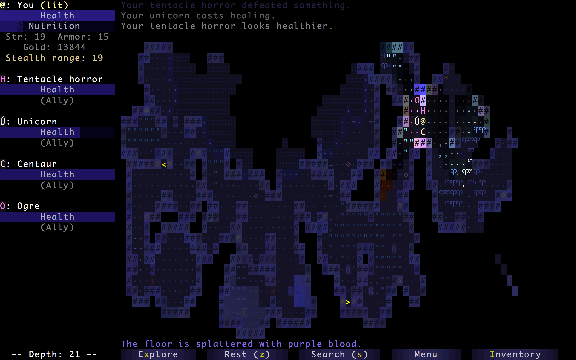 @: You (lit)
Health
Nutrition
Str: 19  Armor: 15
Gold: 13844
Stealth range: 19
H: Tentacle horror
Health
(Ally)
U: Unicorn
Health
(Ally)
C: Centaur
Health
(Ally)
O: Ogre
Health
(Ally)
-- Depth: 21 --
Your tentacle horror defeated something.
Your unicorn casts healing.
Your tentacle horror looks healthier.
The floor is splattered with purple blood.
Explore
Rest (z)
Search (s)
Menu
Inventory